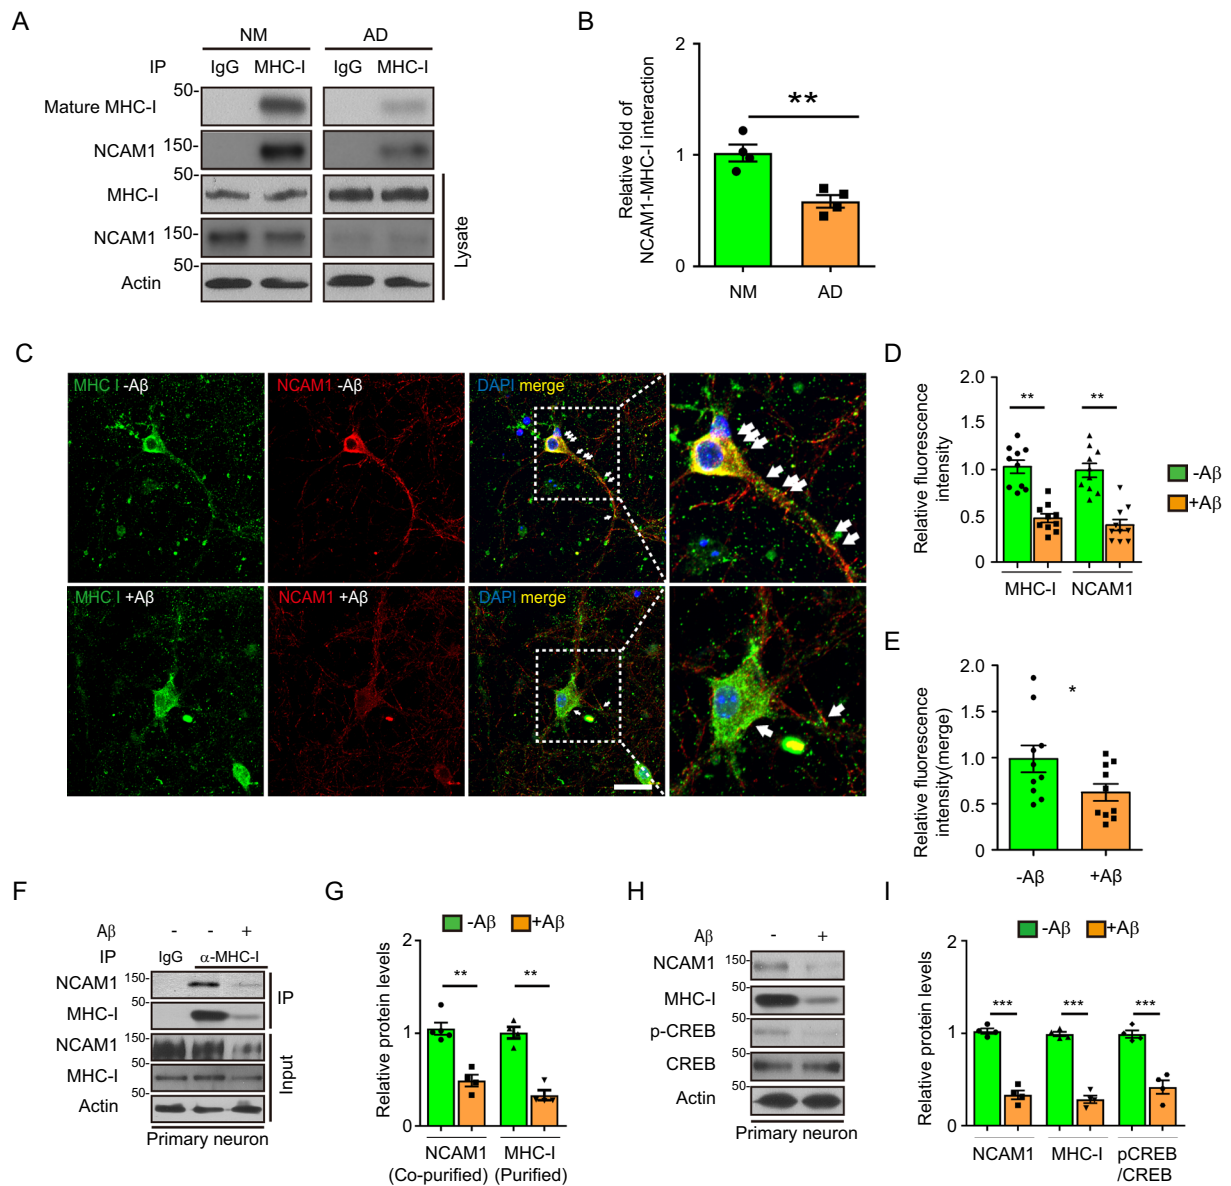 A
NM AD
IP IgG MHC-I IgG MHC-I
50-
Mature MHC-I
NCAM1 150-
50-
MHC-I
NCAM1 150-
50-
Actin
Lysate
B
Relative fold of
NCAM1-MHC-I interaction
2
1
0
**
NM AD
C
MHC I -Aβ NCAM1 -Aβ DAPI merge
MHC I +Aβ NCAM1 +Aβ DAPI merge
D
Relative fluorescence
intensity
2.0
1.0
0.5
0
** **
MHC-I NCAM1
-Aβ
+Aβ
E
Relative fluorescence
intensity(merge)
2.0
1.5
1.0
0.5
0
*
-Aβ +Aβ
F
Aβ - - +
IP IgG α-MHC-I
NCAM1 150-
50-
MHC-I
IP
NCAM1 150-
50-
MHC-I
50-
Actin
Input
Primary neuron
G
-Aβ +Aβ
Relative protein levels
2
1
0
** **
NCAM1 MHC-I
(Co-purified) (Purified)
H
Aβ - +
NCAM1 150-
50-
MHC-I
50-
p-CREB
50-
CREB
50-
Actin
Primary neuron
I
-Aβ +Aβ
Relative protein levels
2
1
0
*** *** ***
NCAM1 MHC-I pCREB
/CREB